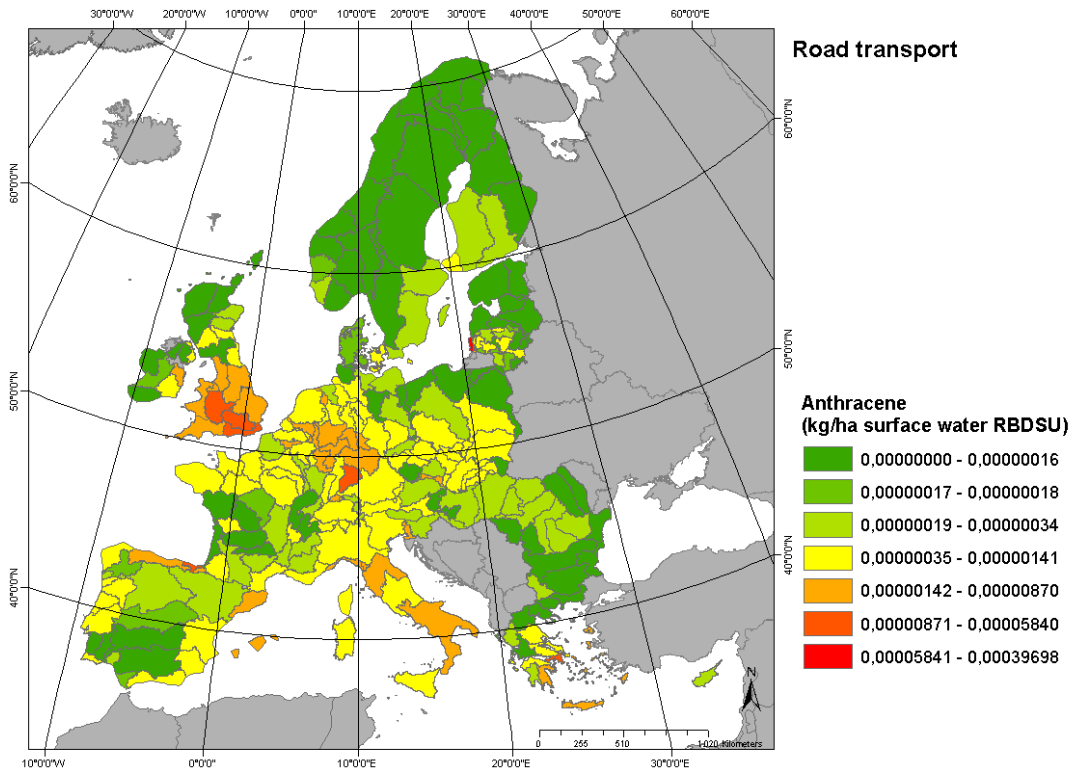 30°0'0"W 20°0'0"W 10°0'0"W 0°0'0" 10°0'0"E 20°0'0"E 30°0'0"E 40°0'0"E 50°0'0"E 60°0'0"E
Road transport
60°0'0"N
60°0'0"N
50°0'0"N
50°0'0"N
40°0'0"N
40°0'0"N
Anthracene
(kg/ha surface water RBDSU)
0,00000000 - 0,00000016
0,00000017 - 0,00000018
0,00000019 - 0,00000034
0,00000035 - 0,00000141
0,00000142 - 0,00000870
0,00000871 - 0,00005840
0,00005841 - 0,00039698
N
0 255 510 1.020 Kilometers
10°0'0"W 0°0'0" 10°0'0"E 20°0'0"E 30°0'0"E